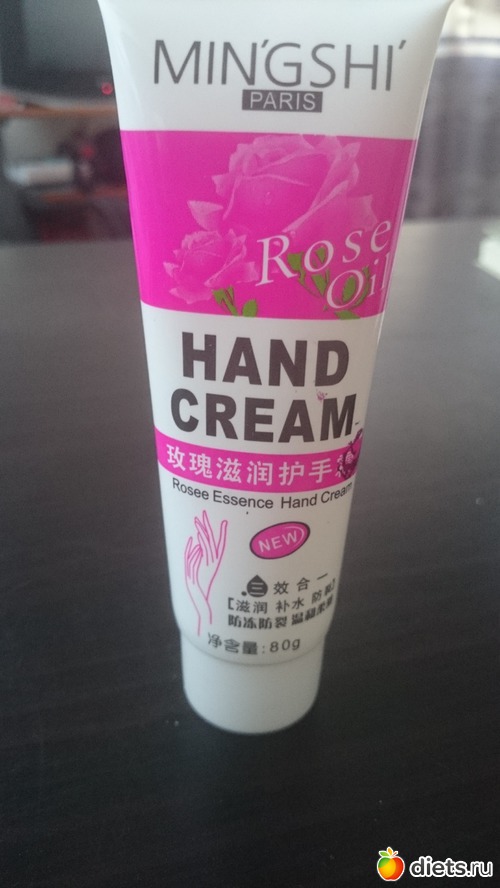 MIN'GSHI'
PARIS
Rose
Oil
HAND
CREAM
玫瑰滋润护手
Rosee Essence Hand Cream
NEW
三效合一
[滋润 补水 防
防冻防裂
净含量:80g
diets.ru